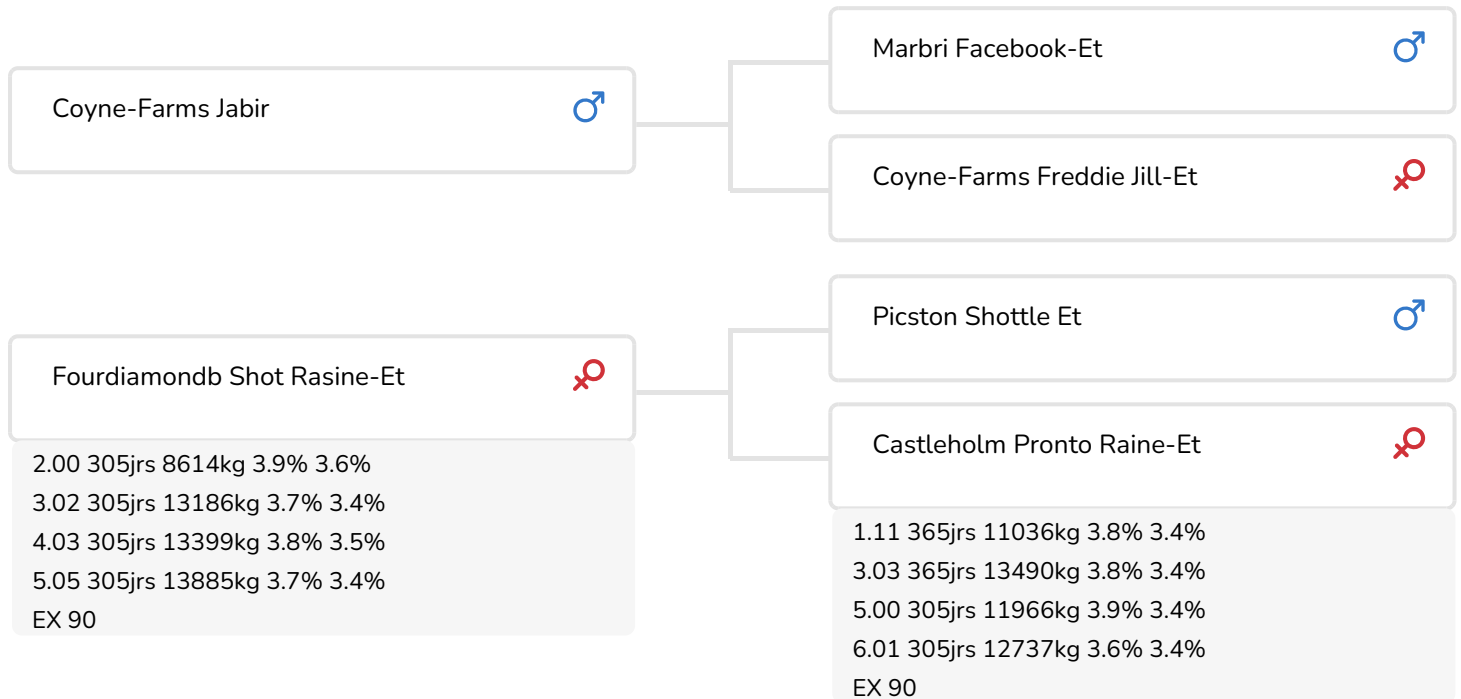 Coyne-Farms Jabir
Marbri Facebook-Et
Coyne-Farms Freddie Jill-Et
Fourdiamondb Shot Rasine-Et
2.00 305jrs 8614kg 3.9% 3.6%
3.02 305jrs 13186kg 3.7% 3.4%
4.03 305jrs 13399kg 3.8% 3.5%
5.05 305jrs 13885kg 3.7% 3.4%
EX 90
Picston Shottle Et
Castleholm Pronto Raine-Et
1.11 365jrs 11036kg 3.8% 3.4%
3.03 365jrs 13490kg 3.8% 3.4%
5.00 305jrs 11966kg 3.9% 3.4%
6.01 305jrs 12737kg 3.6% 3.4%
EX 90